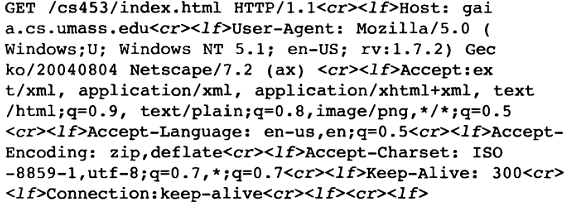 GET /cs453/index.html HTTP/1.1<cr><lf>Host: gai
a.cs.umass.edu<cr><lf>User-Agent: Mozilla/5.0 (
Windows;U; Windows NT 5.1; en-US; rv:1.7.2) Gec
ko/20040804 Netscape/7.2 (ax) <cr><lf>Accept:ex
t/xml, application/xml, application/xhtml+xml, text
/html;q=0.9, text/plain;q=0.8,image/png,*/*;q=0.5
<cr><lf>Accept-Language: en-us,en;q=0.5<cr><lf>Accept-
Encoding: zip,deflate<cr><lf>Accept-Charset: ISO
-8859-1,utf-8;q=0.7,*;q=0.7<cr><lf>Keep-Alive: 300<cr>
<lf>Connection:keep-alive<cr><lf><cr><lf>